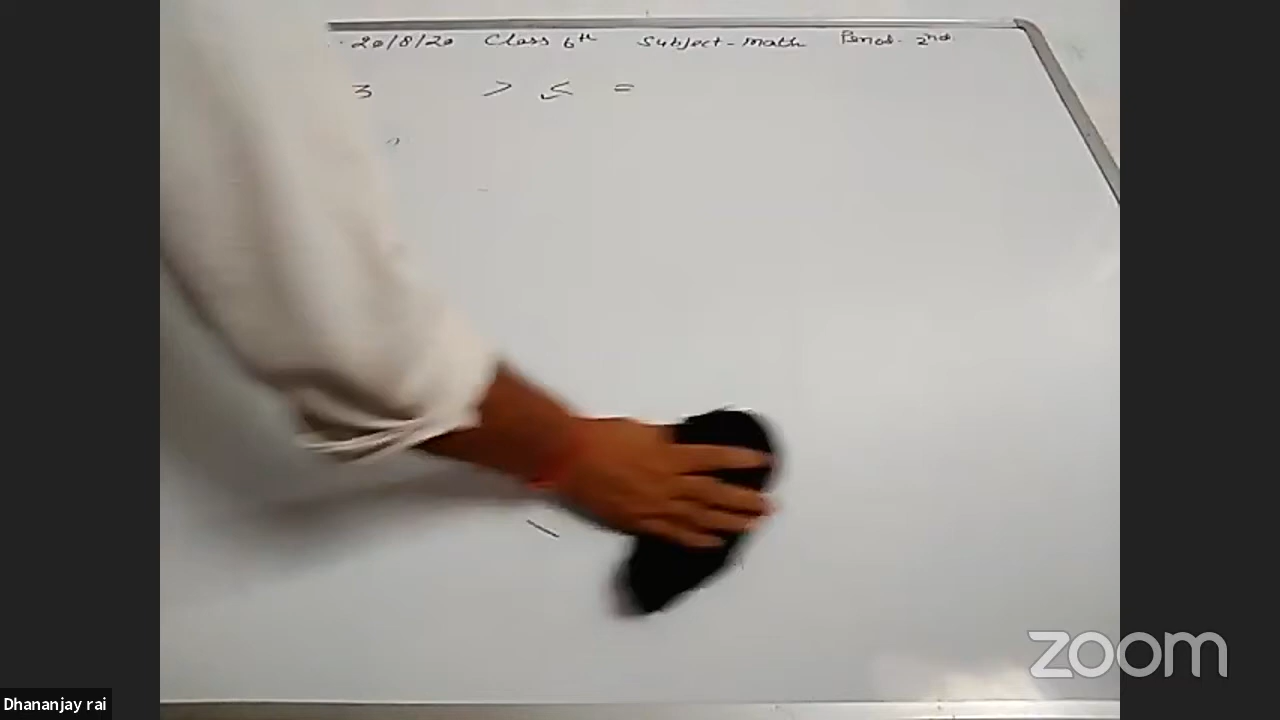 20/8/20 Class 6th Subject-Math Period-2nd
3 > < =
zoom
Dhananjay rai